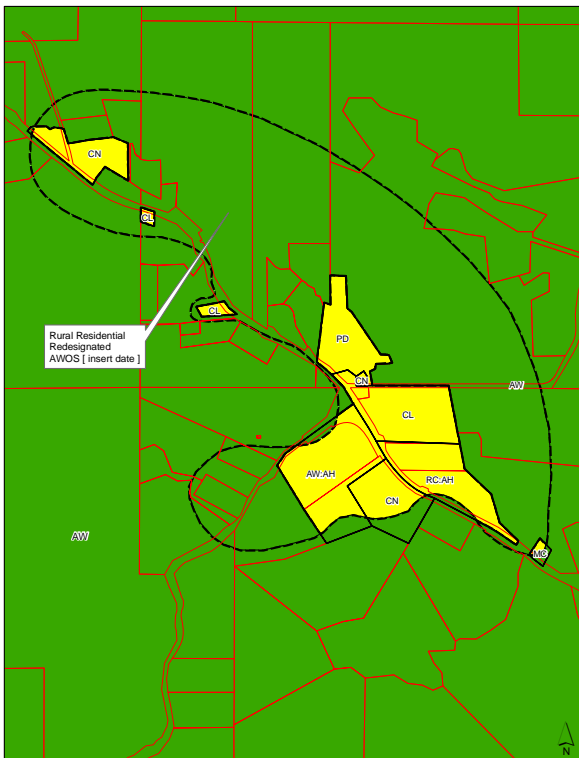 CN
CL
CL
Rural Residential
Redesignated
AWOS [ insert date ]
PD
CN
AW
CL
AW:AH
RC:AH
CN
AW
MC
N